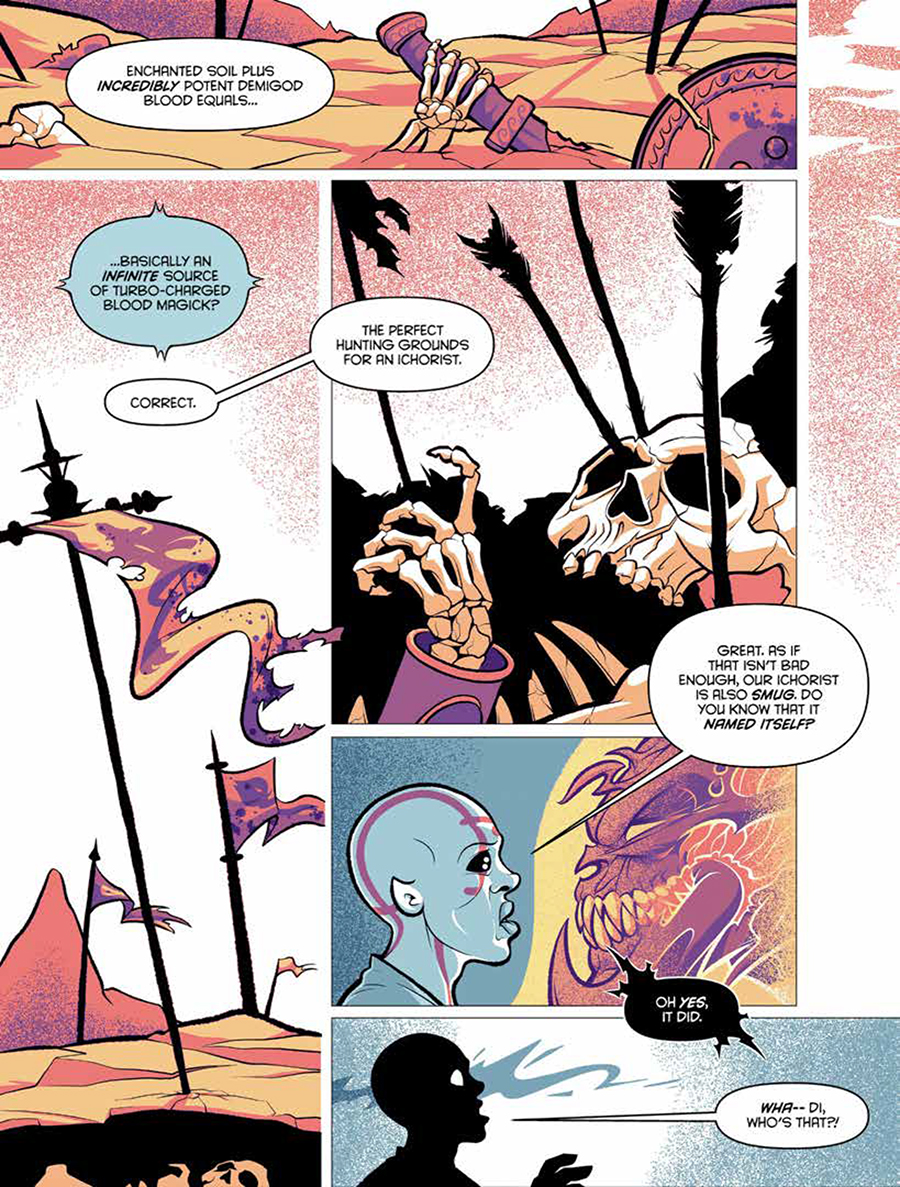 ENCHANTED SOIL PLUS
INCREDIBLY POTENT DEMIGOD
BLOOD EQUALS...
...BASICALLY AN
INFINITE SOURCE
OF TURBO-CHARGED
BLOOD MAGICK?
CORRECT.
THE PERFECT
HUNTING GROUNDS
FOR AN ICHORIST.
GREAT. AS IF
THAT ISN'T BAD
ENOUGH, OUR ICHORIST
IS ALSO SMUG. DO
YOU KNOW THAT IT
NAMED ITSELF?
OH YES,
IT DID.
WHA-- DI,
WHO'S THAT?!